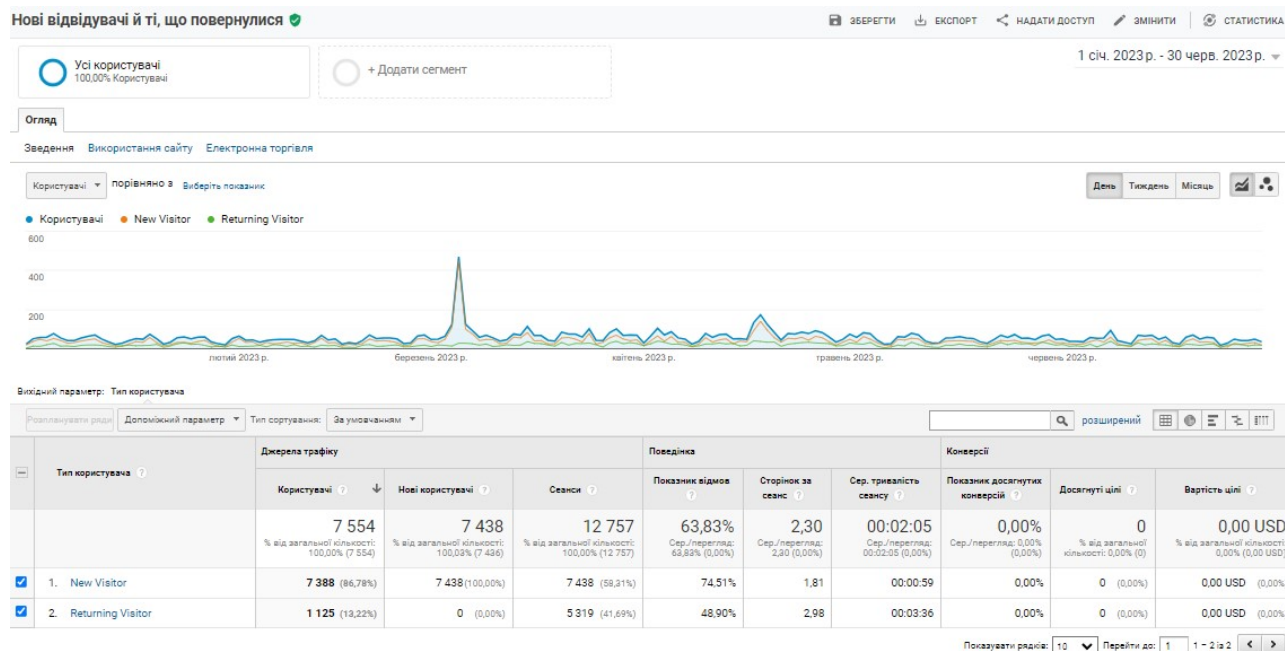 Нові відвідувачі й ті, що повернулися
ЗБЕРЕГТИ ЕКСПОРТ НАДАТИ ДОСТУП ЗМІНИТИ СТАТИСТИКА
Усі користувачі
100,00% Користувачі
+ Додати сегмент
1 січ. 2023 р. - 30 черв. 2023 р.
Огляд
Зведення Використання сайту Електронна торгівля
Користувачі порівняно з Виберіть показник
День Тиждень Місяць
Користувачі New Visitor Returning Visitor
600
400
200
лютий 2023 р. березень 2023 р. квітень 2023 р. травень 2023 р. червень 2023 р.
Вихідний параметр: Тип користувача
Розпланувати ряди Допоміжний параметр Тип сортування: За умовчанням розширений
Тип користувача ?
Джерела трафіку Поведінка Конверсії
Користувачі ? Нові користувачі ? Сеанси ? Показник відмов ? Сторінок за сеанс ? Сер. тривалість сеансу ? Показник досягнутих конверсій ? Досягнуті цілі ? Вартість цілі ?
7 554 7 438 12 757 63,83% 2,30 00:02:05 0,00% 0 0,00 USD
% від загальної кількості: 100,00% (7 554) % від загальної кількості: 100,03% (7 436) % від загальної кількості: 100,00% (12 757) Сер./перегляд: 63,83% (0,00%) Сер./перегляд: 2,30 (0,00%) Сер./перегляд: 00:02:05 (0,00%) Сер./перегляд: 0,00% (0,00%) % від загальної кількості: 0,00% (0) % від загальної кількості: 0,00% (0,00 USD)
1. New Visitor 7 388 (86,78%) 7 438 (100,00%) 7 438 (58,31%) 74,51% 1,81 00:00:59 0,00% 0 (0,00%) 0,00 USD (0,00%
2. Returning Visitor 1 125 (13,22%) 0 (0,00%) 5 319 (41,69%) 48,90% 2,98 00:03:36 0,00% 0 (0,00%) 0,00 USD (0,00%
Показувати рядків: 10 Перейти до: 1 1 – 2 із 2